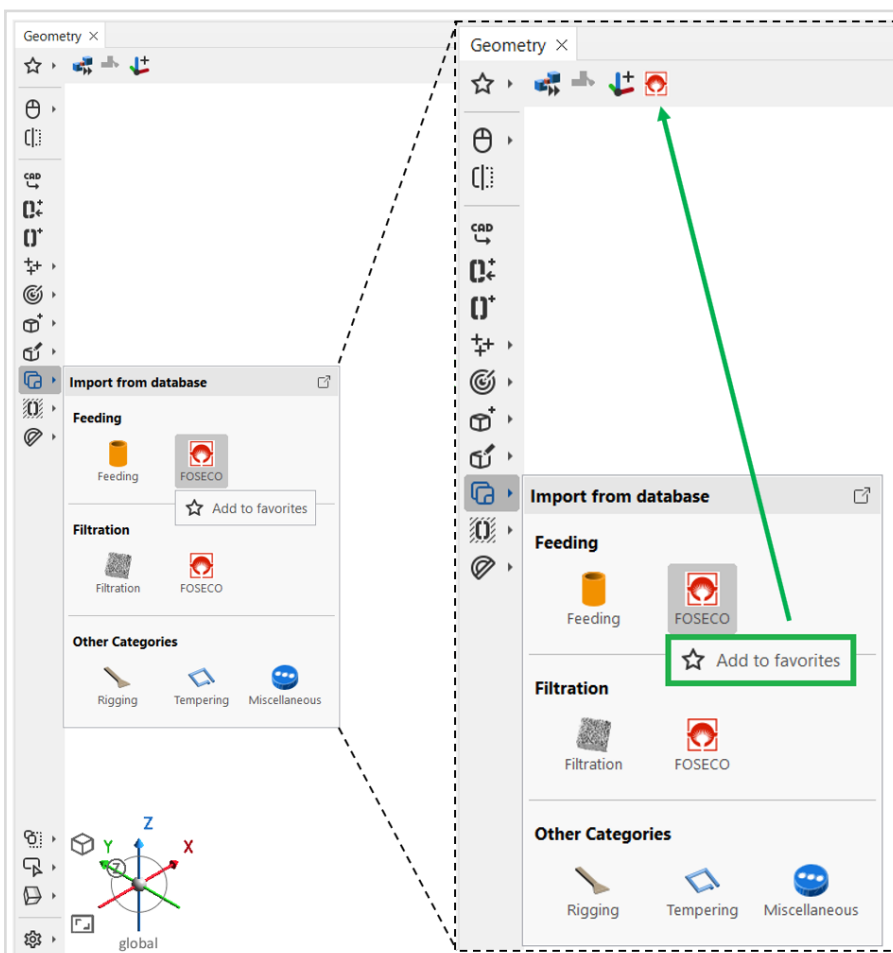 Geometry ×
CAD
Import from database
Feeding
Feeding FOSECO
Add to favorites
Filtration
Filtration FOSECO
Other Categories
Rigging Tempering Miscellaneous
Z
Y X
Z
global
Geometry ×
CAD
Import from database
Feeding
Feeding FOSECO
Add to favorites
Filtration
Filtration FOSECO
Other Categories
Rigging Tempering Miscellaneous